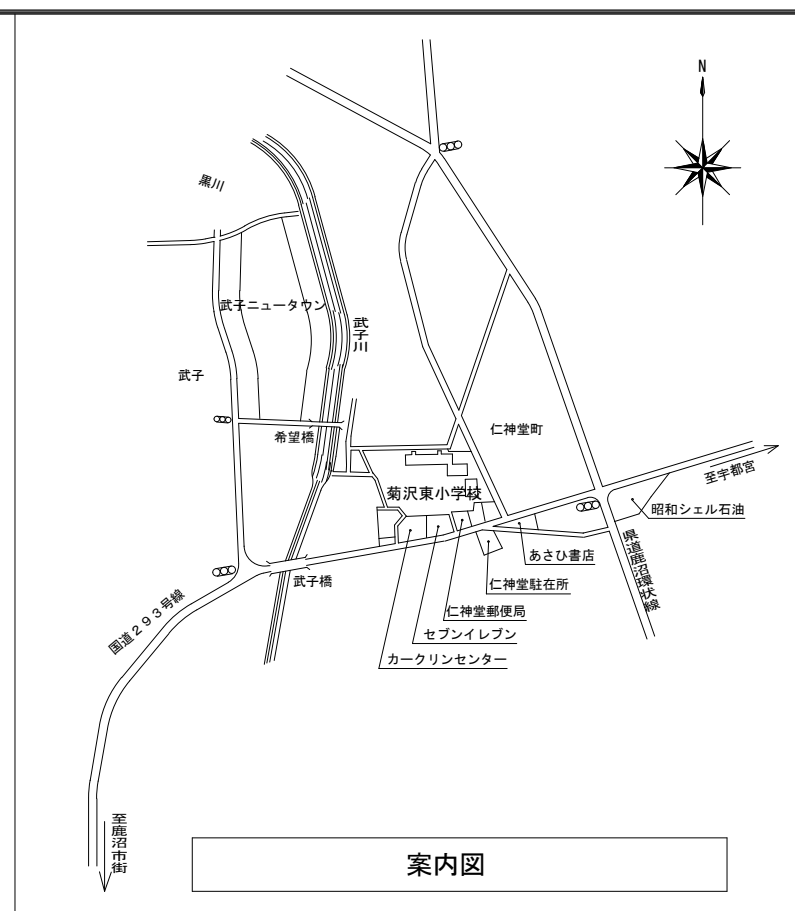 N
黒川
武子ニュータウン
武子川
武子
希望橋
仁神堂町
菊沢東小学校
至宇都宮
昭和シェル石油
県道鹿沼環状線
あさひ書店
仁神堂駐在所
仁神堂郵便局
セブンイレブン
カークリンセンター
武子橋
国道293号線
至鹿沼市街
案内図